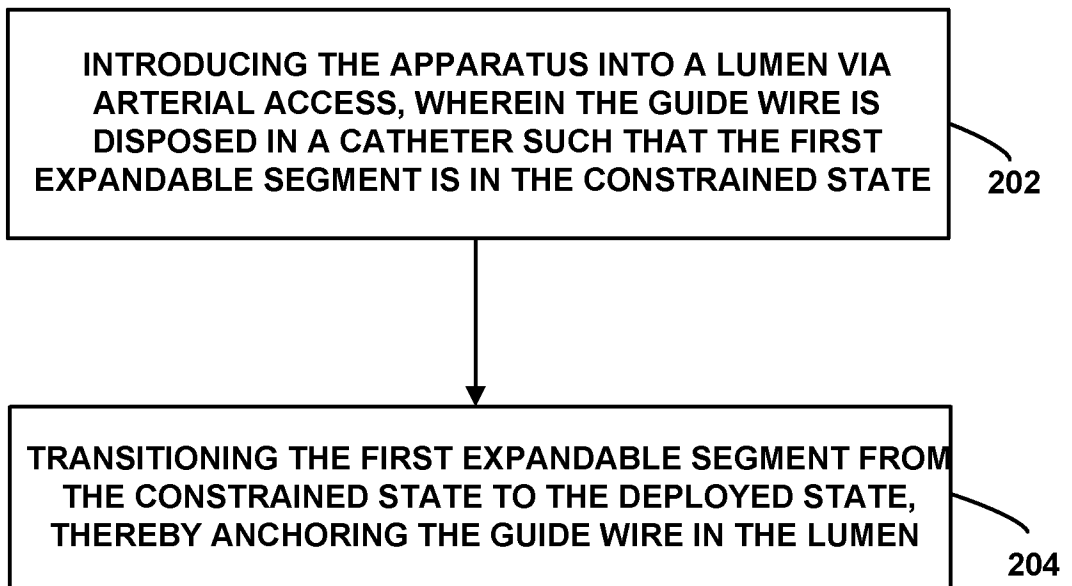 INTRODUCING THE APPARATUS INTO A LUMEN VIA
ARTERIAL ACCESS, WHEREIN THE GUIDE WIRE IS
DISPOSED IN A CATHETER SUCH THAT THE FIRST
EXPANDABLE SEGMENT IS IN THE CONSTRAINED STATE
202
TRANSITIONING THE FIRST EXPANDABLE SEGMENT FROM
THE CONSTRAINED STATE TO THE DEPLOYED STATE,
THEREBY ANCHORING THE GUIDE WIRE IN THE LUMEN
204